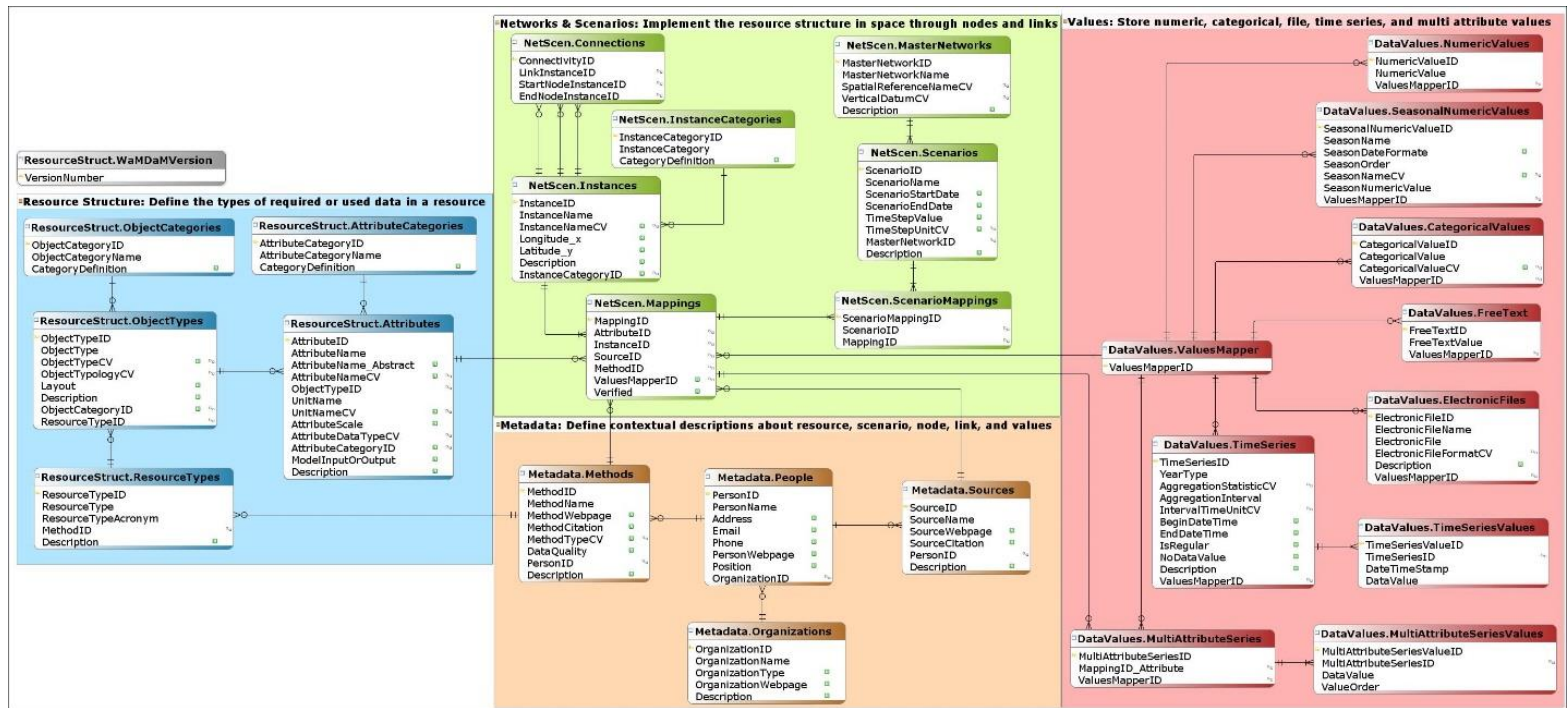 ResourceStruct.WaMDaMVersion
VersionNumber
Resource Structure: Define the types of required or used data in a resource
ResourceStruct.ObjectCategories
ObjectCategoryID
ObjectCategoryName
CategoryDefinition
ResourceStruct.AttributeCategories
AttributeCategoryID
AttributeCategoryName
CategoryDefinition
ResourceStruct.ObjectTypes
ObjectTypeID
ObjectType
ObjectTypeCV
ObjectTypologyCV
Layout
Description
ObjectCategoryID
ResourceTypeID
ResourceStruct.Attributes
AttributeID
AttributeName
AttributeName_Abstract
AttributeNameCV
ObjectTypeID
UnitName
UnitNameCV
AttributeScale
AttributeDataTypeCV
AttributeCategoryID
ModelInputOrOutput
Description
ResourceStruct.ResourceTypes
ResourceTypeID
ResourceType
ResourceTypeAcronym
MethodID
Description
Networks & Scenarios: Implement the resource structure in space through nodes and links
NetScen.Connections
ConnectivityID
LinkInstanceID
StartNodeInstanceID
EndNodeInstanceID
NetScen.MasterNetworks
MasterNetworkID
MasterNetworkName
SpatialReferenceNameCV
VerticalDatumCV
Description
NetScen.InstanceCategories
InstanceCategoryID
InstanceCategory
CategoryDefinition
NetScen.Instances
InstanceID
InstanceName
InstanceNameCV
Longitude_x
Latitude_y
Description
InstanceCategoryID
NetScen.Scenarios
ScenarioID
ScenarioName
ScenarioStartDate
ScenarioEndDate
TimeStepValue
TimeStepUnitCV
MasterNetworkID
Description
NetScen.Mappings
MappingID
AttributeID
InstanceID
SourceID
MethodID
ValuesMapperID
Verified
NetScen.ScenarioMappings
ScenarioMappingID
ScenarioID
MappingID
Metadata: Define contextual descriptions about resource, scenario, node, link, and values
Metadata.Methods
MethodID
MethodName
MethodWebpage
MethodCitation
MethodTypeCV
DataQuality
PersonID
Description
Metadata.People
PersonID
PersonName
Address
Email
Phone
PersonWebpage
Position
OrganizationID
Metadata.Sources
SourceID
SourceName
SourceWebpage
SourceCitation
PersonID
Description
Metadata.Organizations
OrganizationID
OrganizationName
OrganizationType
OrganizationWebpage
Description
Values: Store numeric, categorical, file, time series, and multi attribute values
DataValues.NumericValues
NumericValueID
NumericValue
ValuesMapperID
DataValues.SeasonalNumericValues
SeasonalNumericValueID
SeasonName
SeasonDateFormate
SeasonOrder
SeasonNameCV
SeasonNumericValue
ValuesMapperID
DataValues.CategoricalValues
CategoricalValueID
CategoricalValue
CategoricalValueCV
ValuesMapperID
DataValues.FreeText
FreeTextID
FreeTextValue
ValuesMapperID
DataValues.ValuesMapper
ValuesMapperID
DataValues.ElectronicFiles
ElectronicFileID
ElectronicFileName
ElectronicFile
ElectronicFileFormatCV
Description
ValuesMapperID
DataValues.TimeSeries
TimeSeriesID
YearType
AggregationStatisticCV
AggregationInterval
IntervalTimeUnitCV
BeginDateTime
EndDateTime
IsRegular
NoDataValue
Description
ValuesMapperID
DataValues.TimeSeriesValues
TimeSeriesValueID
TimeSeriesID
DateTimeStamp
DataValue
DataValues.MultiAttributeSeries
MultiAttributeSeriesID
MappingID_Attribute
ValuesMapperID
DataValues.MultiAttributeSeriesValues
MultiAttributeSeriesValueID
MultiAttributeSeriesID
DataValue
ValueOrder